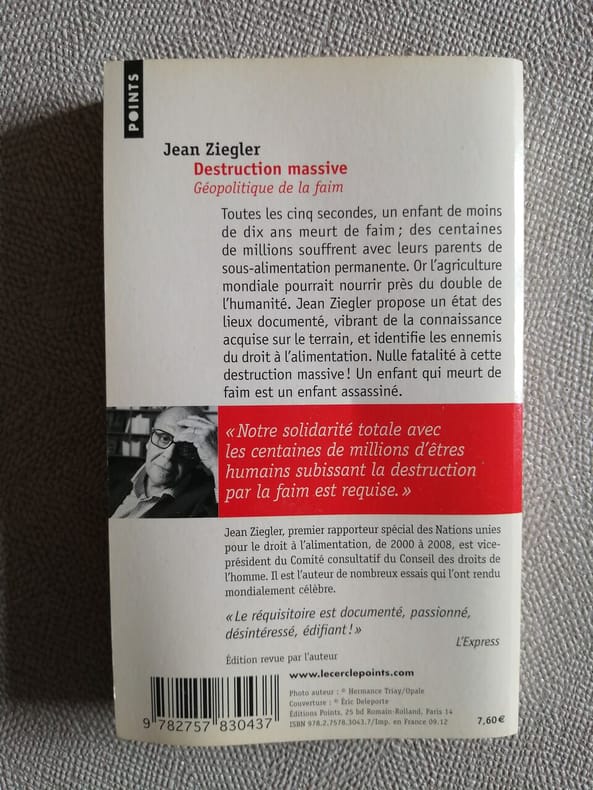 POINTS
Jean Ziegler
Destruction massive
Géopolitique de la faim
Toutes les cinq secondes, un enfant de moins
de dix ans meurt de faim ; des centaines
de millions souffrent avec leurs parents de
sous-alimentation permanente. Or l'agriculture
mondiale pourrait nourrir près du double de
l'humanité. Jean Ziegler propose un état des
lieux documenté, vibrant de la connaissance
acquise sur le terrain, et identifie les ennemis
du droit à l'alimentation. Nulle fatalité à cette
destruction massive ! Un enfant qui meurt de
faim est un enfant assassiné.
« Notre solidarité totale avec
les centaines de millions d'êtres
humains subissant la destruction
par la faim est requise. »
Jean Ziegler, premier rapporteur spécial des Nations unies
pour le droit à l'alimentation, de 2000 à 2008, est vice-
président du Comité consultatif du Conseil des droits de
l'homme. Il est l'auteur de nombreux essais qui l'ont rendu
mondialement célèbre.
« Le réquisitoire est documenté, passionné,
désintéressé, édifiant ! »
L'Express
Édition revue par l'auteur
www.lecerclepoints.com
Photo auteur : © Hermance Triay/Opale
Couverture : © Éric Deleporte
Éditions Points, 25 bd Romain-Rolland, Paris 14
ISBN 978.2.7578.3043.7/Imp. en France 09.12
7,60 €
9 782757 830437